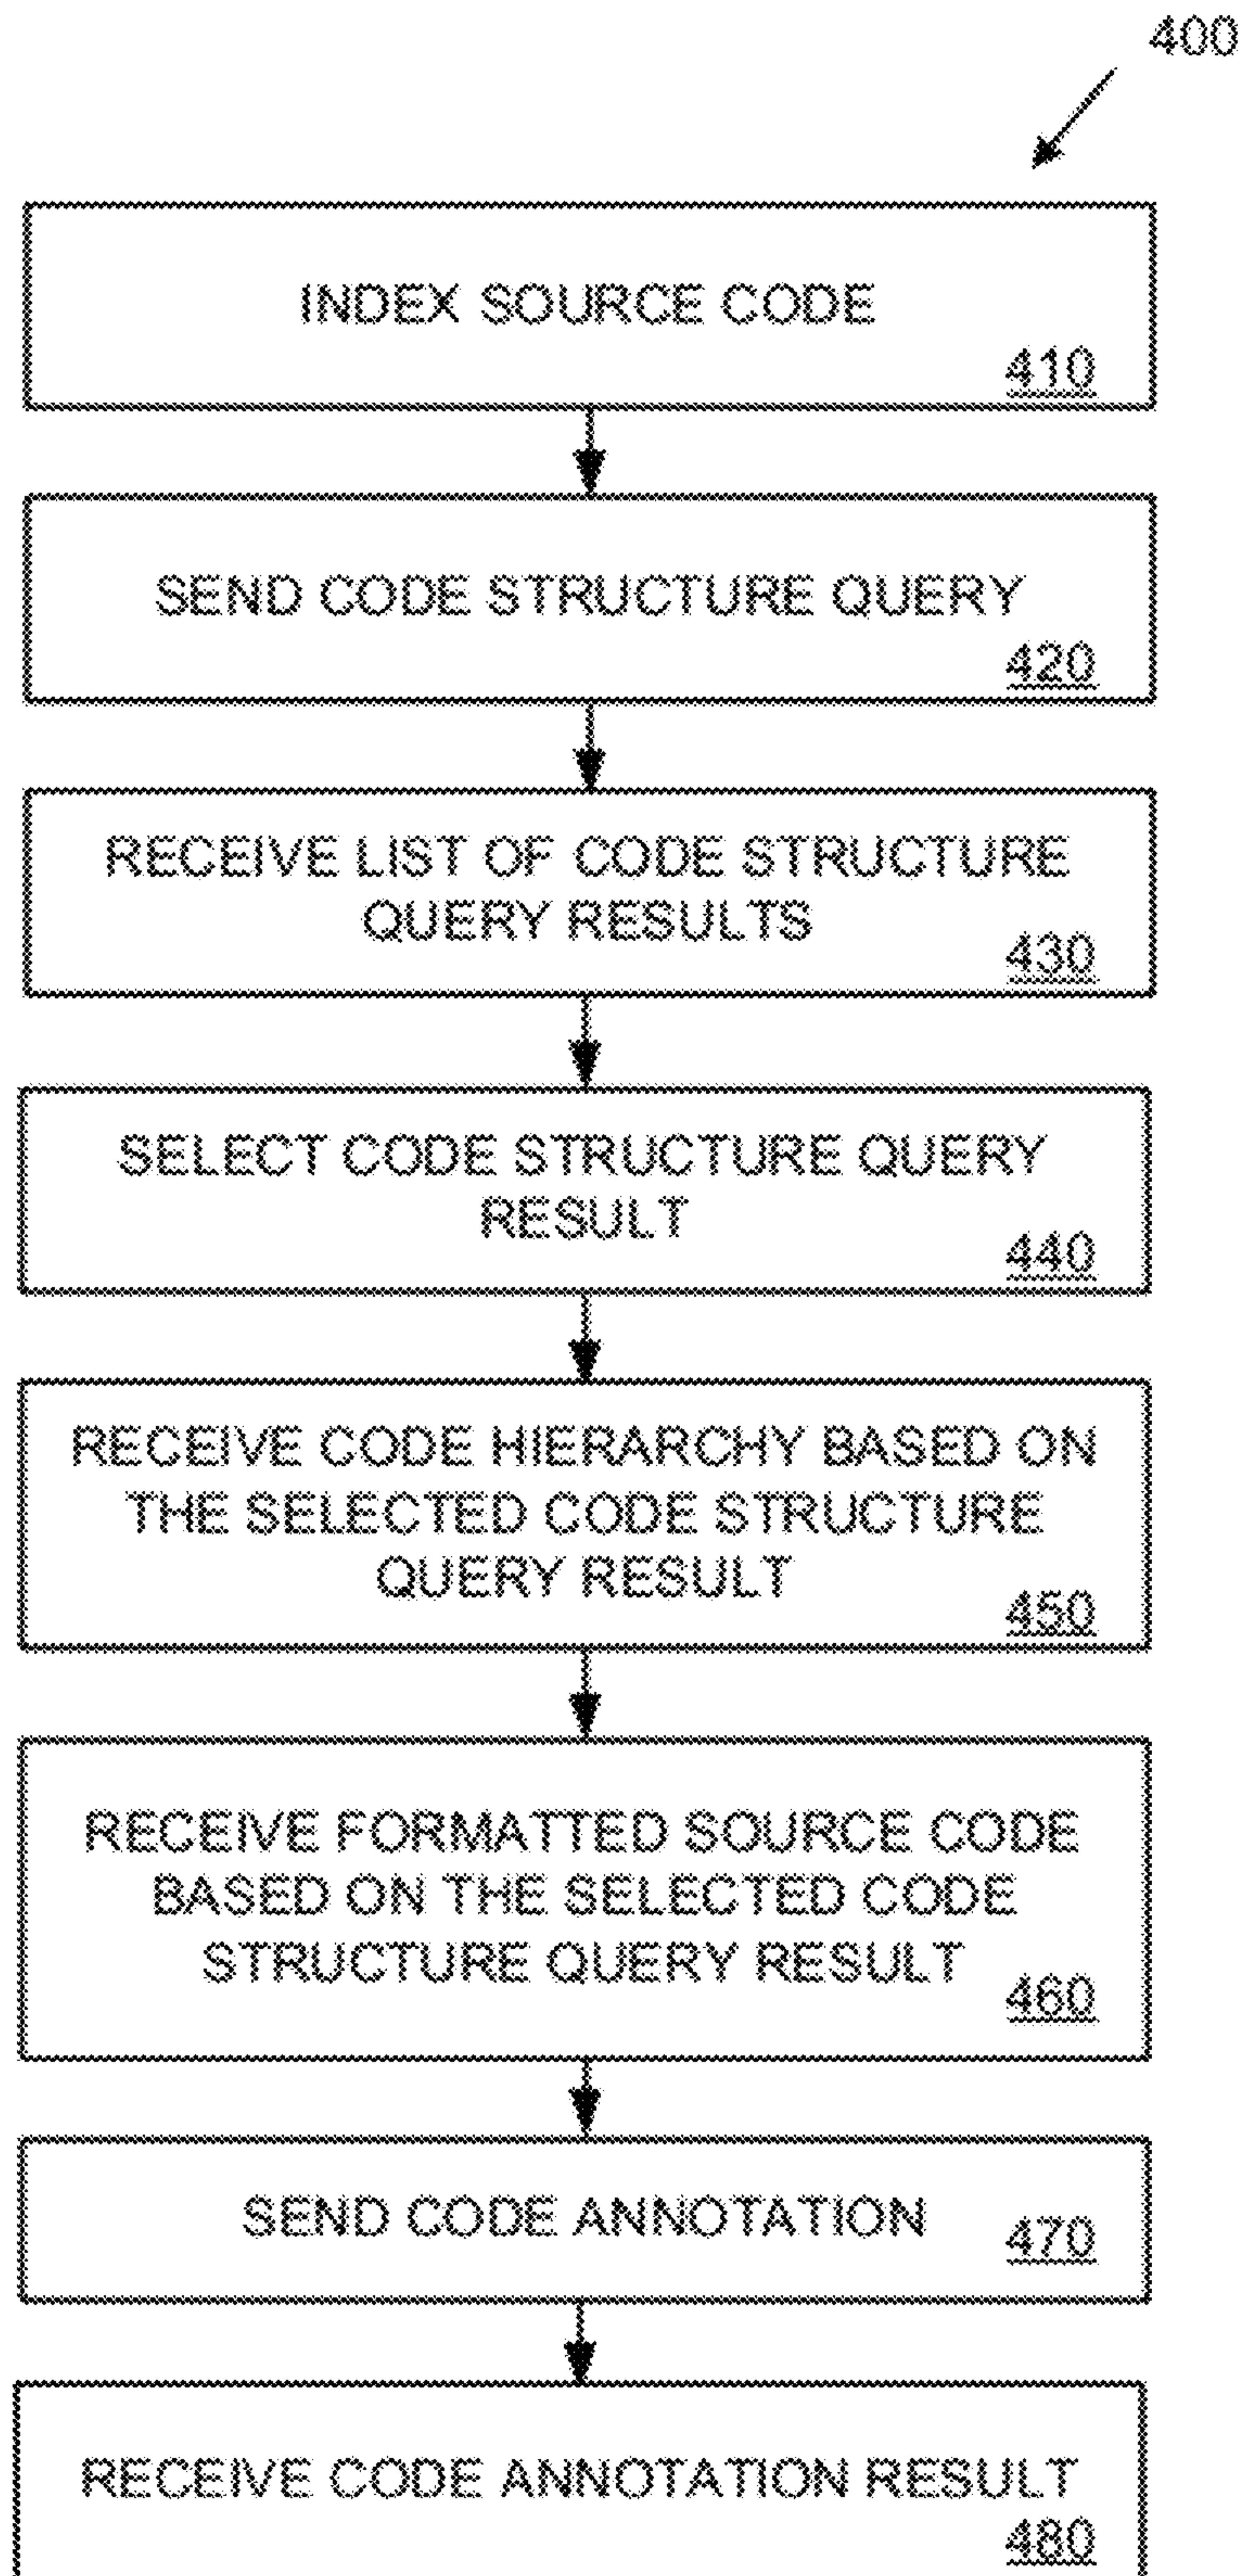 400
INDEX SOURCE CODE
410
SEND CODE STRUCTURE QUERY
420
RECEIVE LIST OF CODE STRUCTURE
QUERY RESULTS
430
SELECT CODE STRUCTURE QUERY
RESULT
440
RECEIVE CODE HIERARCHY BASED ON
THE SELECTED CODE STRUCTURE
QUERY RESULT
450
RECEIVE FORMATTED SOURCE CODE
BASED ON THE SELECTED CODE
STRUCTURE QUERY RESULT
460
SEND CODE ANNOTATION
470
RECEIVE CODE ANNOTATION RESULT
480